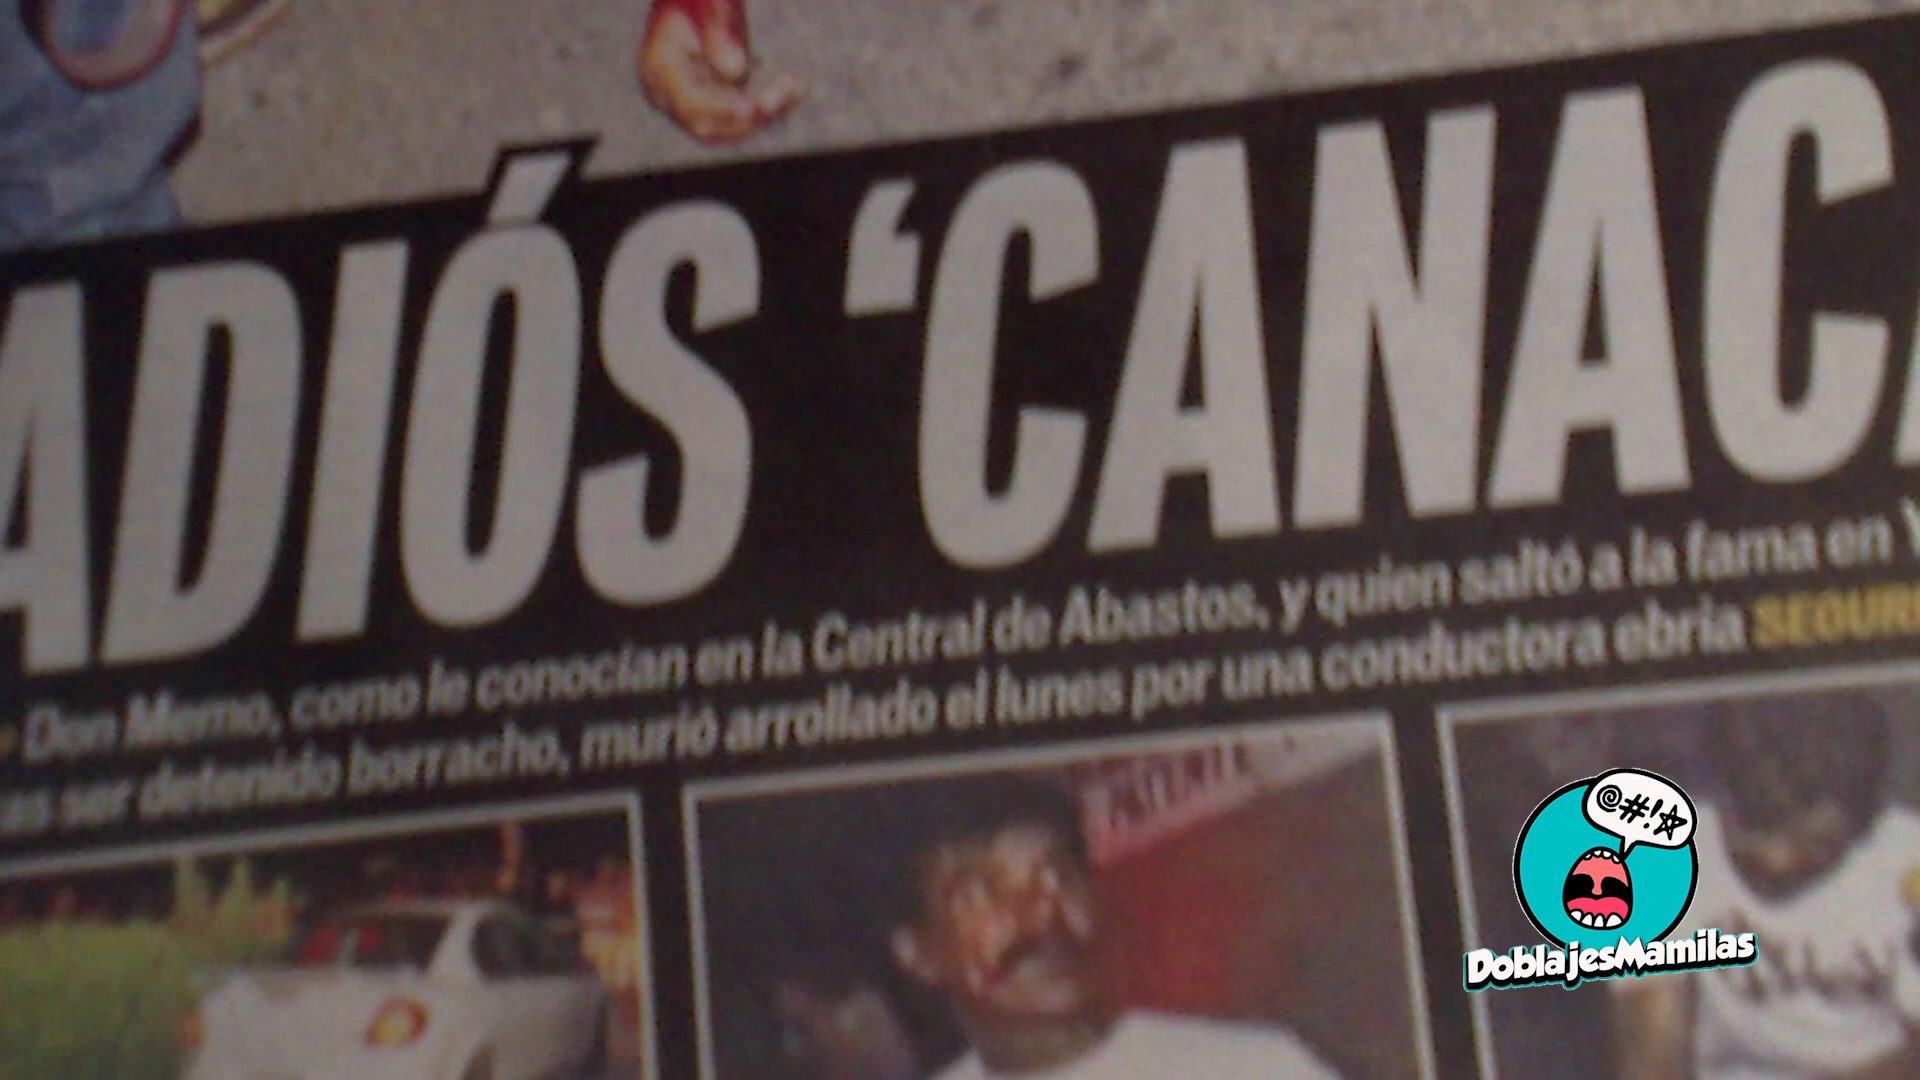 ADIÓS ‘CANAC
Don Memo, como le conocían en la Central de Abastos, y quien saltó a la fama en
ser detenido borracho, murió arrollado el lunes por una conductora ebria
@#!☆
DoblajesMamilas